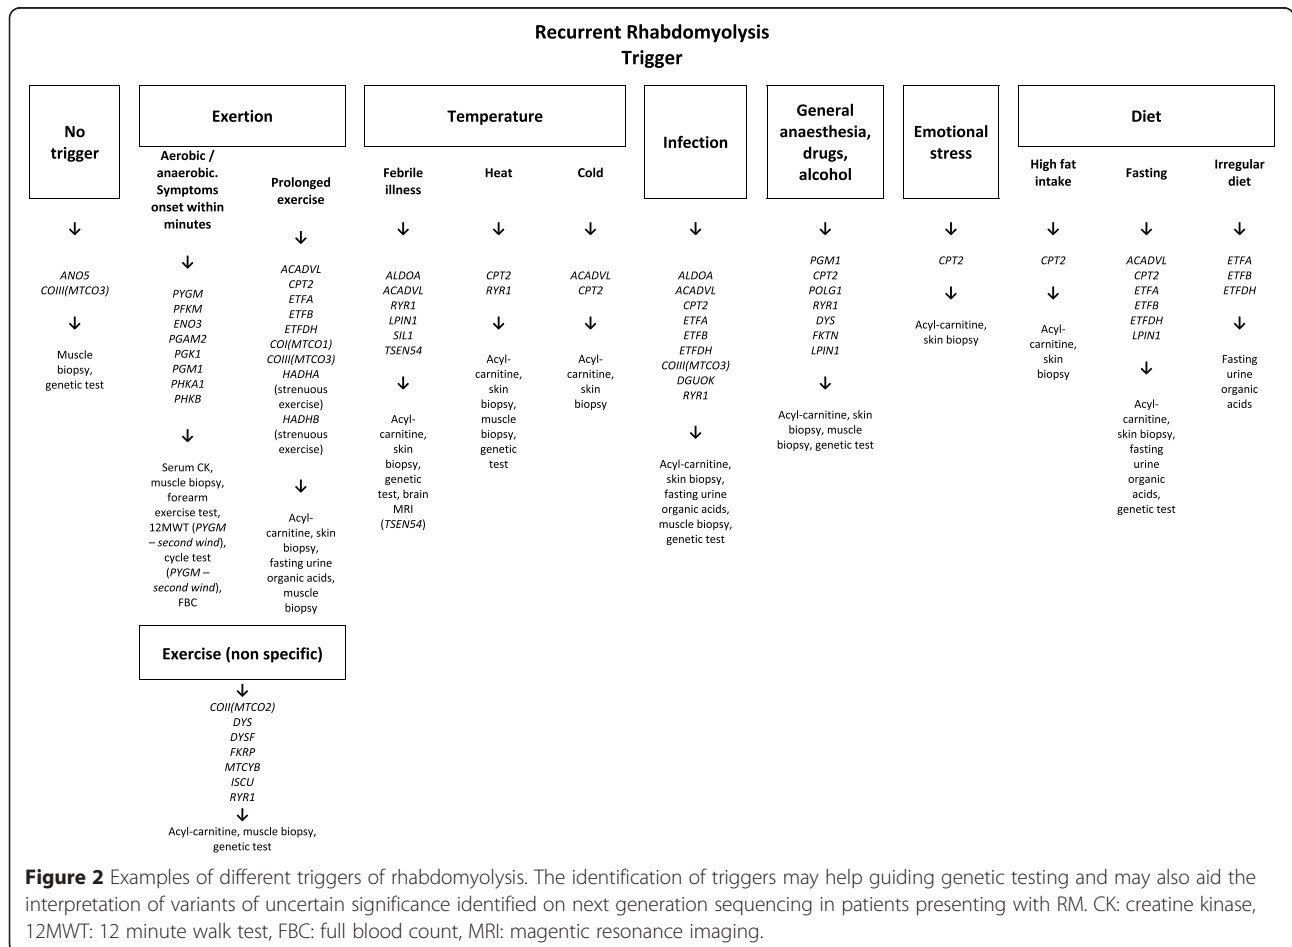 Recurrent Rhabdomyolysis
Trigger
No
trigger
↓
ANO5
COIII(MTCO3)
↓
Muscle
biopsy,
genetic test
Exertion
Aerobic /
anaerobic.
Symptoms
onset within
minutes
↓
PYGM
PFKM
ENO3
PGAM2
PGK1
PGM1
PHKA1
PHKB
↓
Serum CK,
muscle biopsy,
forearm
exercise test,
12MWT (PYGM
– second wind),
cycle test
(PYGM –
second wind),
FBC
Prolonged
exercise
↓
ACADVL
CPT2
ETFA
ETFB
ETFDH
COI(MTCO1)
COIII(MTCO3)
HADHA
(strenuous
exercise)
HADHB
(strenuous
exercise)
↓
Acyl-
carnitine, skin
biopsy,
fasting urine
organic acids,
muscle
biopsy
Exercise (non specific)
↓
COII(MTCO2)
DYS
DYSF
FKRP
MTCYB
ISCU
RYR1
↓
Acyl-carnitine, muscle biopsy,
genetic test
Temperature
Febrile
illness
↓
ALDOA
ACADVL
RYR1
LPIN1
SIL1
TSEN54
↓
Acyl-
carnitine,
skin
biopsy,
genetic
test, brain
MRI
(TSEN54)
Heat
↓
CPT2
RYR1
↓
Acyl-
carnitine,
skin
biopsy,
muscle
biopsy,
genetic
test
Cold
↓
ACADVL
CPT2
↓
Acyl-
carnitine,
skin
biopsy
Infection
↓
ALDOA
ACADVL
CPT2
ETFA
ETFB
ETFDH
COIII(MTCO3)
DGUOK
RYR1
↓
Acyl-carnitine,
skin biopsy,
fasting urine
organic acids,
muscle biopsy,
genetic test
General
anaesthesia,
drugs,
alcohol
↓
PGM1
CPT2
POLG1
RYR1
DYS
FKTN
LPIN1
↓
Acyl-carnitine, skin
biopsy, muscle
biopsy, genetic test
Emotional
stress
↓
CPT2
↓
Acyl-carnitine,
skin biopsy
Diet
High fat
intake
↓
CPT2
↓
Acyl-
carnitine,
skin
biopsy
Fasting
↓
ACADVL
CPT2
ETFA
ETFB
ETFDH
LPIN1
↓
Acyl-
carnitine,
skin biopsy,
fasting
urine
organic
acids,
genetic test
Irregular
diet
↓
ETFA
ETFB
ETFDH
↓
Fasting
urine
organic
acids
Figure 2 Examples of different triggers of rhabdomyolysis. The identification of triggers may help guiding genetic testing and may also aid the
interpretation of variants of uncertain significance identified on next generation sequencing in patients presenting with RM. CK: creatine kinase,
12MWT: 12 minute walk test, FBC: full blood count, MRI: magentic resonance imaging.